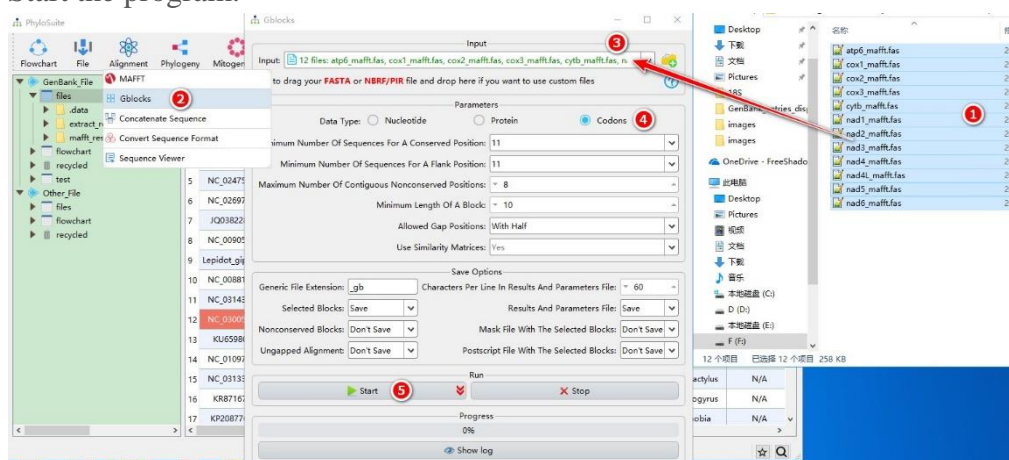 Start the program.
PhyloSuite
Flowchart File Alignment Phylogeny Mitogen
GenBank_File
files
.data
extract_re
mafft_res
flowchart
recycled
test
Other_File
files
flowchart
recycled
MAFFT
Gblocks 2
Concatenate Sequence
Convert Sequence Format
Sequence Viewer
5 NC_02475
6 NC_02697
7 JQ038228
8 NC_00905
9 Lepidot_gig
10 NC_00881
11 NC_03143
12 NC_03005
13 KU65980
14 NC_01097
15 NC_03133
16 KR87167
17 KP20877
Gblocks
Input
3
Input: 12 files: atp6_mafft.fas, cox1_mafft.fas, cox2_mafft.fas, cox3_mafft.fas, cytb_mafft.fas, n
to drag your FASTA or NBRF/PIR file and drop here if you want to use custom files
Parameters
Data Type: Nucleotide Protein Codons 4
nimum Number Of Sequences For A Conserved Position: 11
Minimum Number Of Sequences For A Flank Position: 11
Maximum Number Of Contiguous Nonconserved Positions: 8
Minimum Length Of A Block: 10
Allowed Gap Positions: With Half
Use Similarity Matrices: Yes
Save Options
Generic File Extension: _gb Characters Per Line In Results And Parameters File: 60
Selected Blocks: Save Results And Parameters File: Save
Nonconserved Blocks: Don't Save Mask File With The Selected Blocks: Don't Save
Ungapped Alignment: Don't Save Postscript File With The Selected Blocks: Don't Save
Run
Start 5 Stop
Progress
0%
Show log
Desktop
下载
文档
Pictures
18S
GenBank_entries_dis
images
images
OneDrive - FreeShado
此电脑
Desktop
Pictures
视频
文档
下载
音乐
本地磁盘 (C:)
D (D:)
本地磁盘 (E:)
F (F:)
名称
atp6_mafft.fas
cox1_mafft.fas
cox2_mafft.fas
cox3_mafft.fas
cytb_mafft.fas
nad1_mafft.fas
nad2_mafft.fas
nad3_mafft.fas
nad4_mafft.fas
nad4L_mafft.fas
nad5_mafft.fas
nad6_mafft.fas
1
12 个项目 已选择 12 个项目 258 KB
actylus N/A
ogyrus N/A
obia N/A